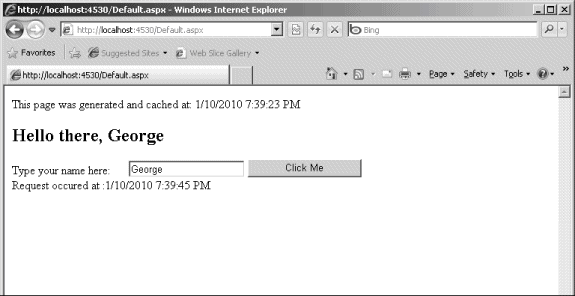 http://localhost:4530/Default.aspx - Windows Internet Explorer
http://localhost:4530/Default.aspx
Bing
Favorites
Suggested Sites
Web Slice Gallery
http://localhost:4530/Default.aspx
Page
Safety
Tools
This page was generated and cached at: 1/10/2010 7:39:23 PM
Hello there, George
Type your name here: George Click Me
Request occured at :1/10/2010 7:39:45 PM